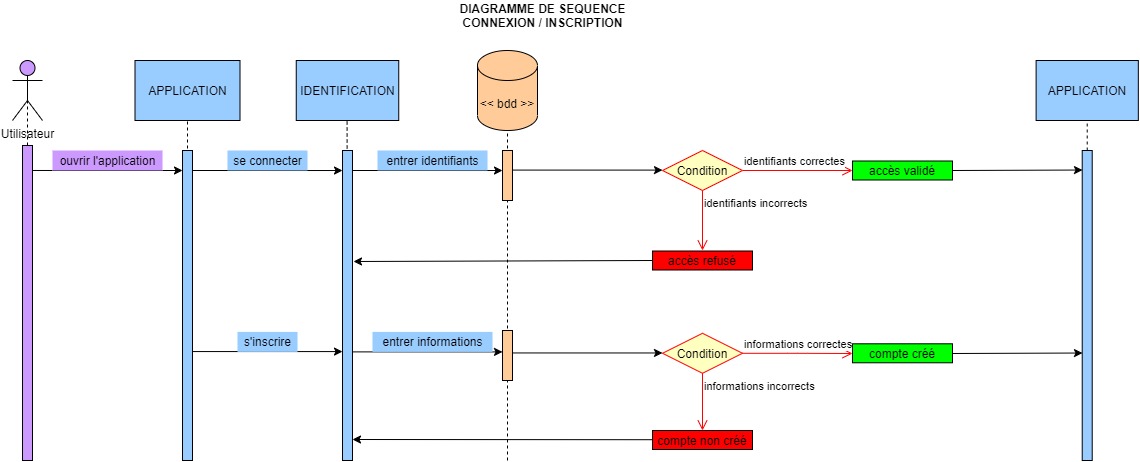 DIAGRAMME DE SEQUENCE
CONNEXION / INSCRIPTION
Utilisateur
APPLICATION
IDENTIFICATION
<< bdd >>
APPLICATION
ouvrir l'application
se connecter
entrer identifiants
Condition
identifiants correctes
accès validé
identifiants incorrects
accès refuse
s'inscrire
entrer informations
Condition
informations correctes
compte créé
informations incorrects
compte non créé